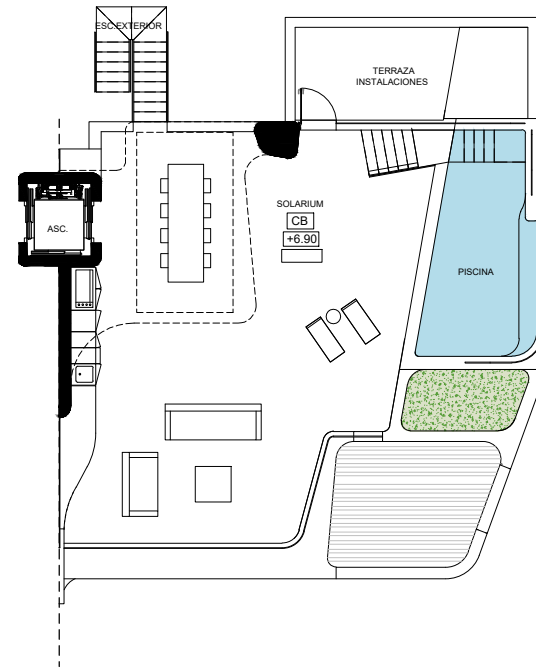 ESC.EXTERIOR
TERRAZA
INSTALACIONES
SOLARIUM
CB
+6.90
ASC.
PISCINA